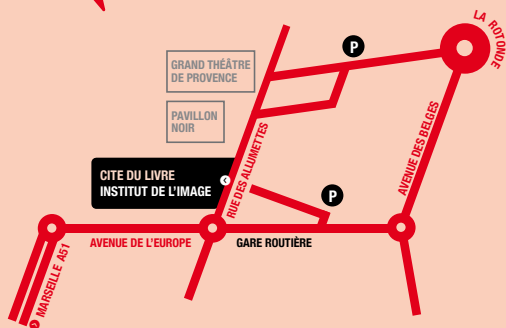 LA ROTONDE
P
GRAND THÉÂTRE
DE PROVENCE
PAVILLON
NOIR
AVENUE DES BELGES
RUE DES ALLUMETTES
CITE DU LIVRE
INSTITUT DE L'IMAGE
P
AVENUE DE L'EUROPE
GARE ROUTIÈRE
MARSEILLE A51